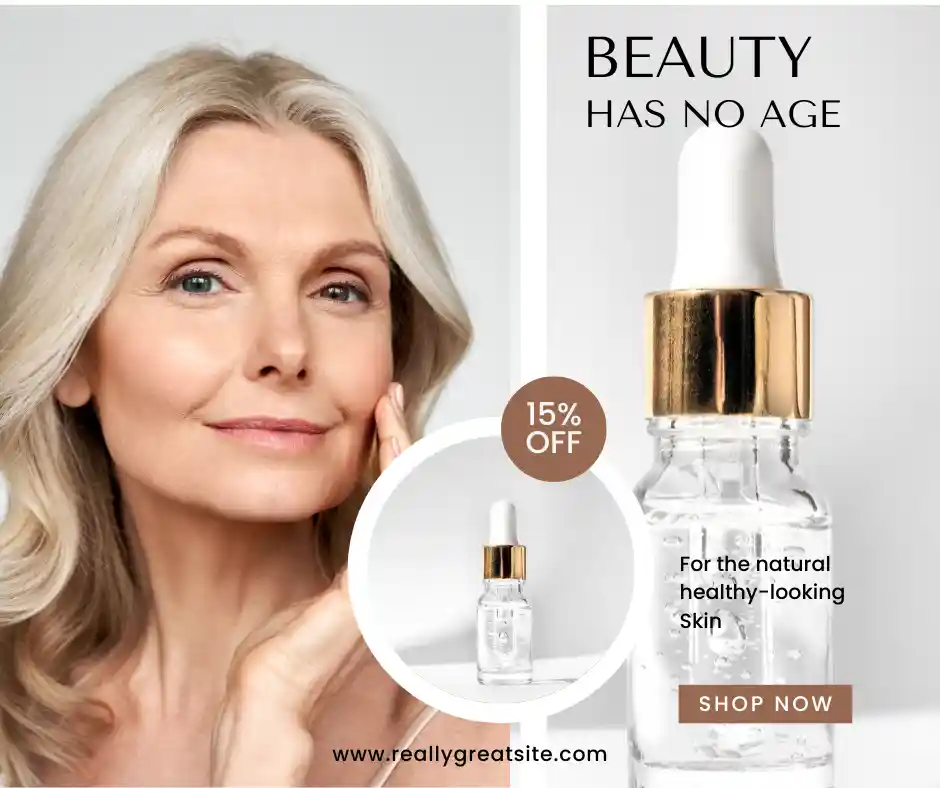 BEAUTY
HAS NO AGE
15%
OFF
For the natural
healthy-looking
Skin
SHOP NOW
www.reallygreatsite.com